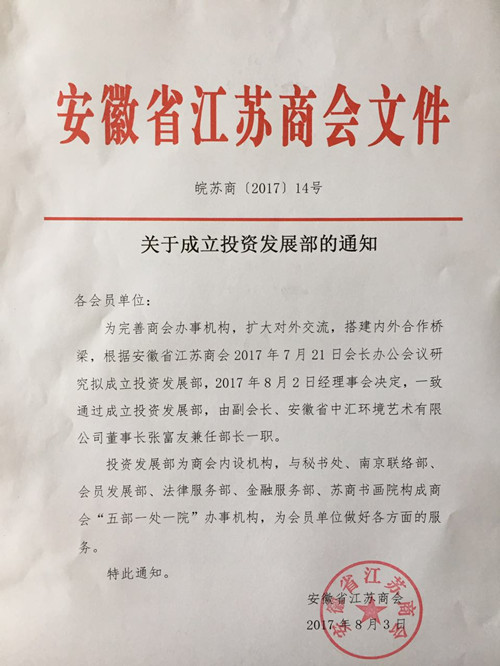 安徽省江苏商会文件
皖苏商〔2017〕14号
关于成立投资发展部的通知
各会员单位：
为完善商会办事机构，扩大对外交流，搭建内外合作桥
梁，根据安徽省江苏商会2017年7月21日会长办公会议研
究拟成立投资发展部，2017年8月2日经理事会决定，一致
通过成立投资发展部，由副会长、安徽省中汇环境艺术有限
公司董事长张富友兼任部长一职。
投资发展部为商会内设机构，与秘书处、南京联络部、
会员发展部、法律服务部、金融服务部、苏商书画院构成商
会“五部一处一院”办事机构，为会员单位做好各方面的服
务。
特此通知。
安徽省江苏商会
2017年8月3日
安徽省江苏商会